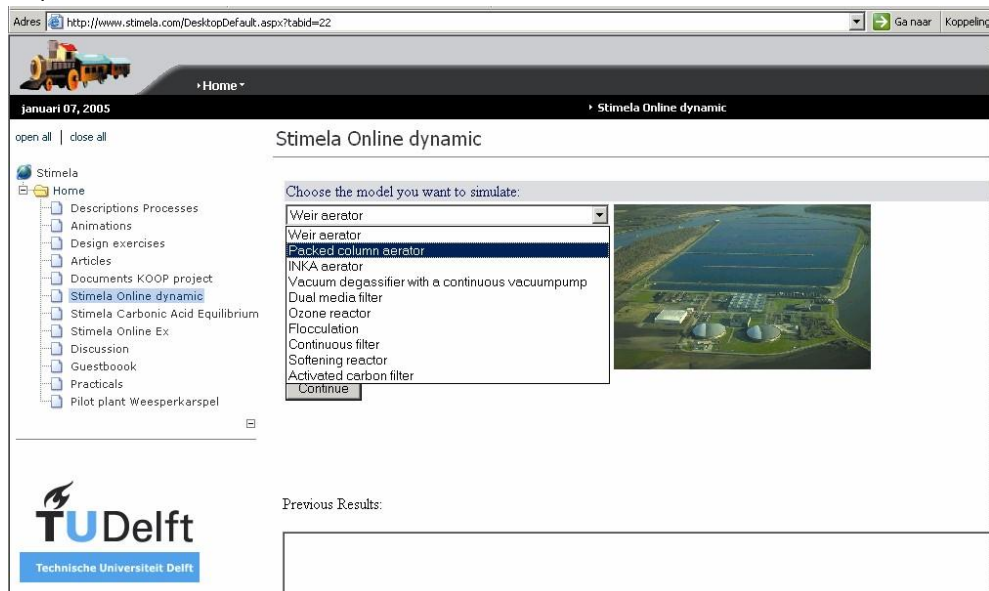 Adres http://www.stimela.com/DesktopDefault.aspx?tabid=22 Ga naar Koppeling
Home
januari 07, 2005 Stimela Online dynamic
open all | close all
Stimela Online dynamic
Stimela
Home
Descriptions Processes
Animations
Design exercises
Articles
Documents KOOP project
Stimela Online dynamic
Stimela Carbonic Acid Equilibrium
Stimela Online Ex
Discussion
Guestboook
Practicals
Pilot plant Weesperkarspel
Choose the model you want to simulate:
Weir aerator
Weir aerator
Packed column aerator
INKA aerator
Vacuum degassifier with a continuous vacuumpump
Dual media filter
Ozone reactor
Flocculation
Continuous filter
Softening reactor
Activated carbon filter
Continue
Previous Results:
TUDelft
Technische Universiteit Delft